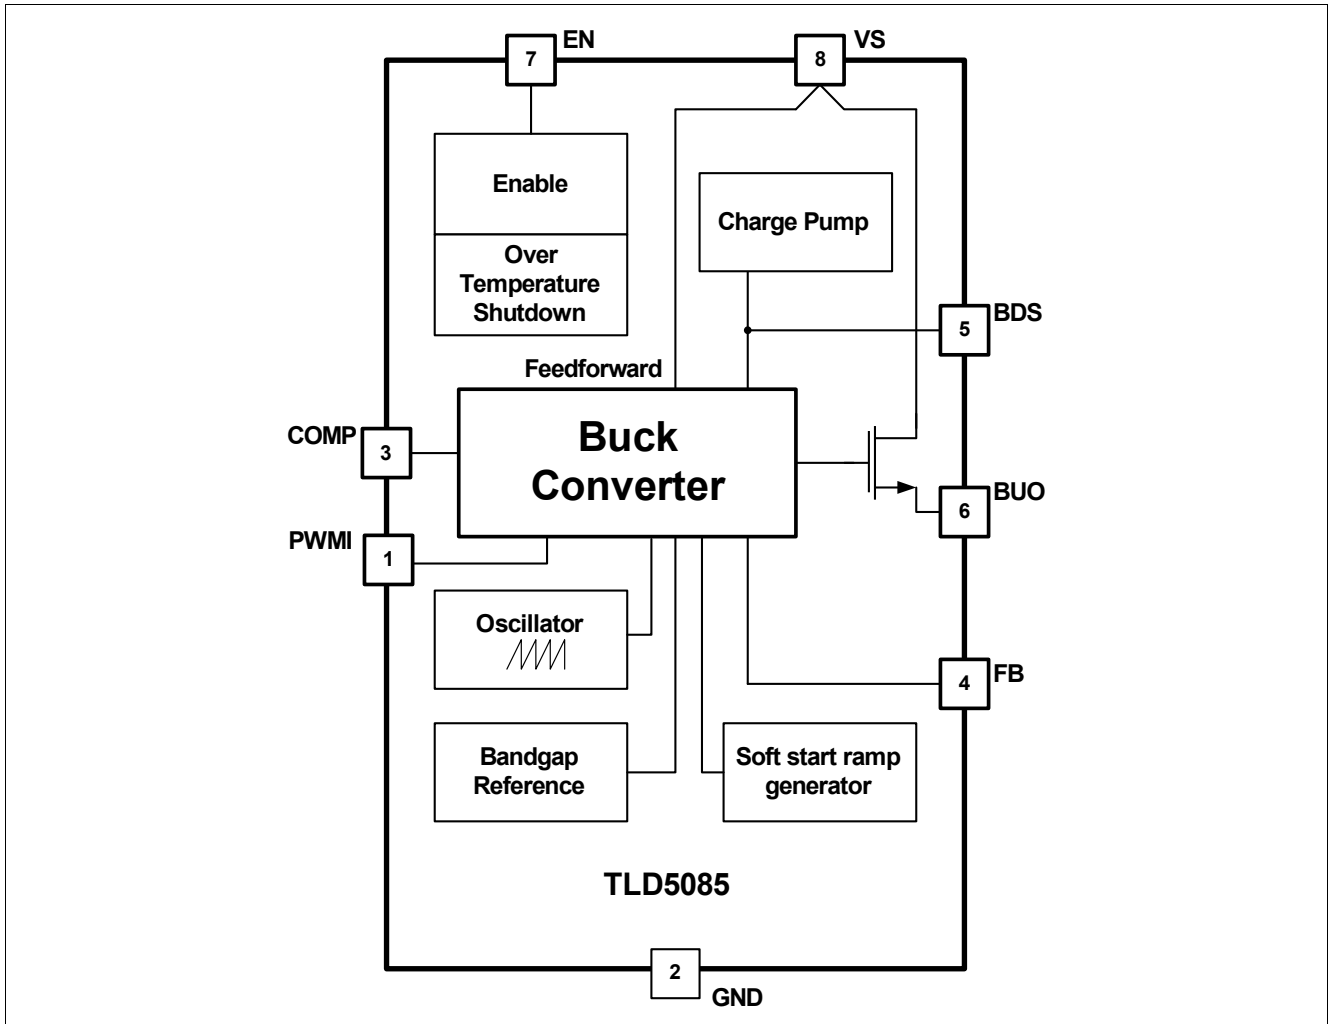 EN
VS
7
8
Enable
Charge Pump
Over
Temperature
Shutdown
BDS
5
Feedforward
COMP
3
Buck
Converter
BUO
6
PWMI
1
Oscillator
FB
4
Bandgap
Reference
Soft start ramp
generator
TLD5085
2
GND